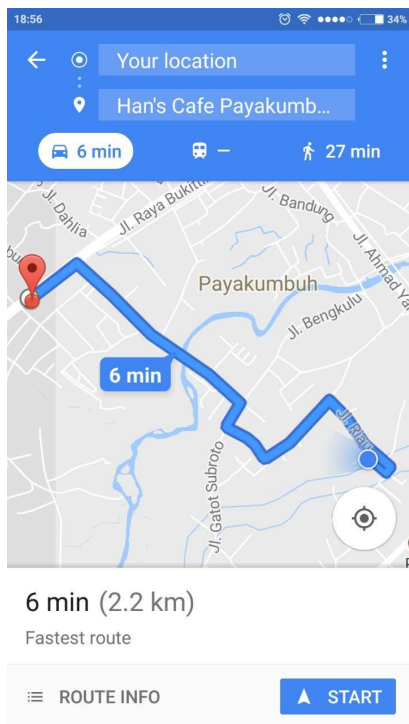 18:56 34%
Your location
Han's Cafe Payakumb...
6 min — 27 min
Jl. Dahlia
Jl. Raya Bukitti
Jl. Bandung
Jl. Ahmad Ya
Payakumbuh
Jl. Bengkulu
6 min
Jl. Riau
Jl. Gatot Subroto
6 min (2.2 km)
Fastest route
ROUTE INFO START